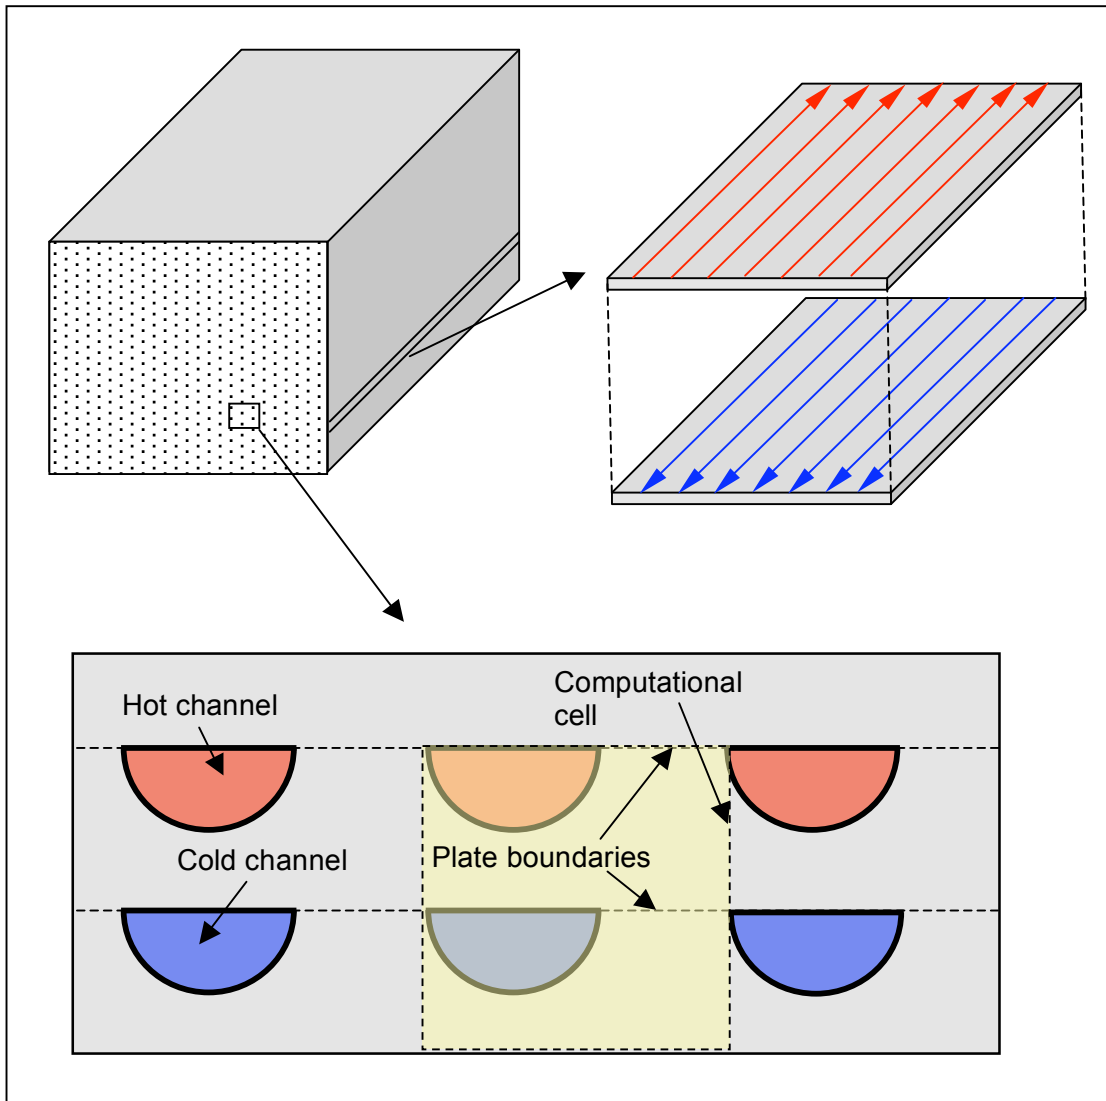 Computational
cell
Hot channel
Plate boundaries
Cold channel